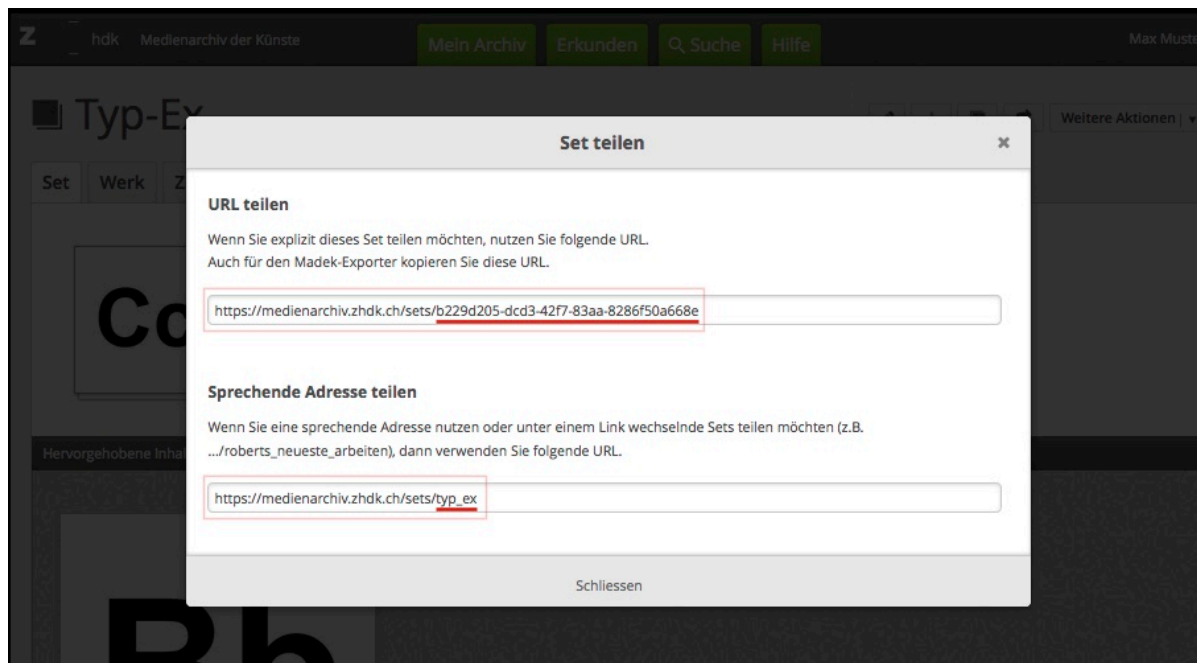 Z hdk Medienarchiv der Künste Mein Archiv Erkunden Suche Hilfe Max
Typ-Ex
Weitere Aktionen
Set teilen
Set Werk
URL teilen
Wenn Sie explizit dieses Set teilen möchten, nutzen Sie folgende URL.
Auch für den Madek-Exporter kopieren Sie diese URL.
https://medienarchiv.zhdk.ch/sets/b229d205-dcd3-42f7-83aa-8286f50a668e
Co
Sprechende Adresse teilen
Wenn Sie eine sprechende Adresse nutzen oder unter einem Link wechselnde Sets teilen möchten (z.B.
.../roberts_neueste_arbeiten), dann verwenden Sie folgende URL.
Hervorgehobene
https://medienarchiv.zhdk.ch/sets/typ_ex
Schliessen
Bb